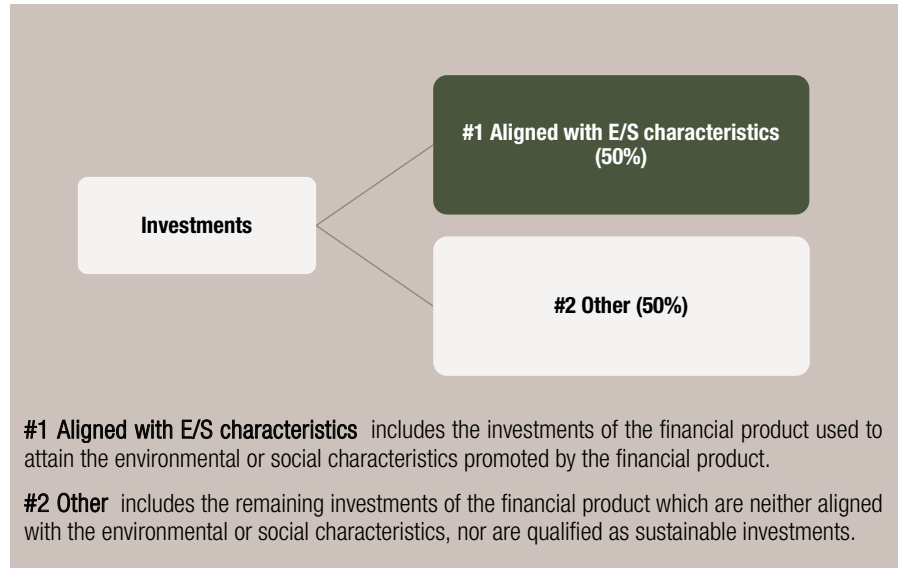 #1 Aligned with E/S characteristics
(50%)
Investments
#2 Other (50%)
#1 Aligned with E/S characteristics includes the investments of the financial product used to
attain the environmental or social characteristics promoted by the financial product.
#2 Other includes the remaining investments of the financial product which are neither aligned
with the environmental or social characteristics, nor are qualified as sustainable investments.